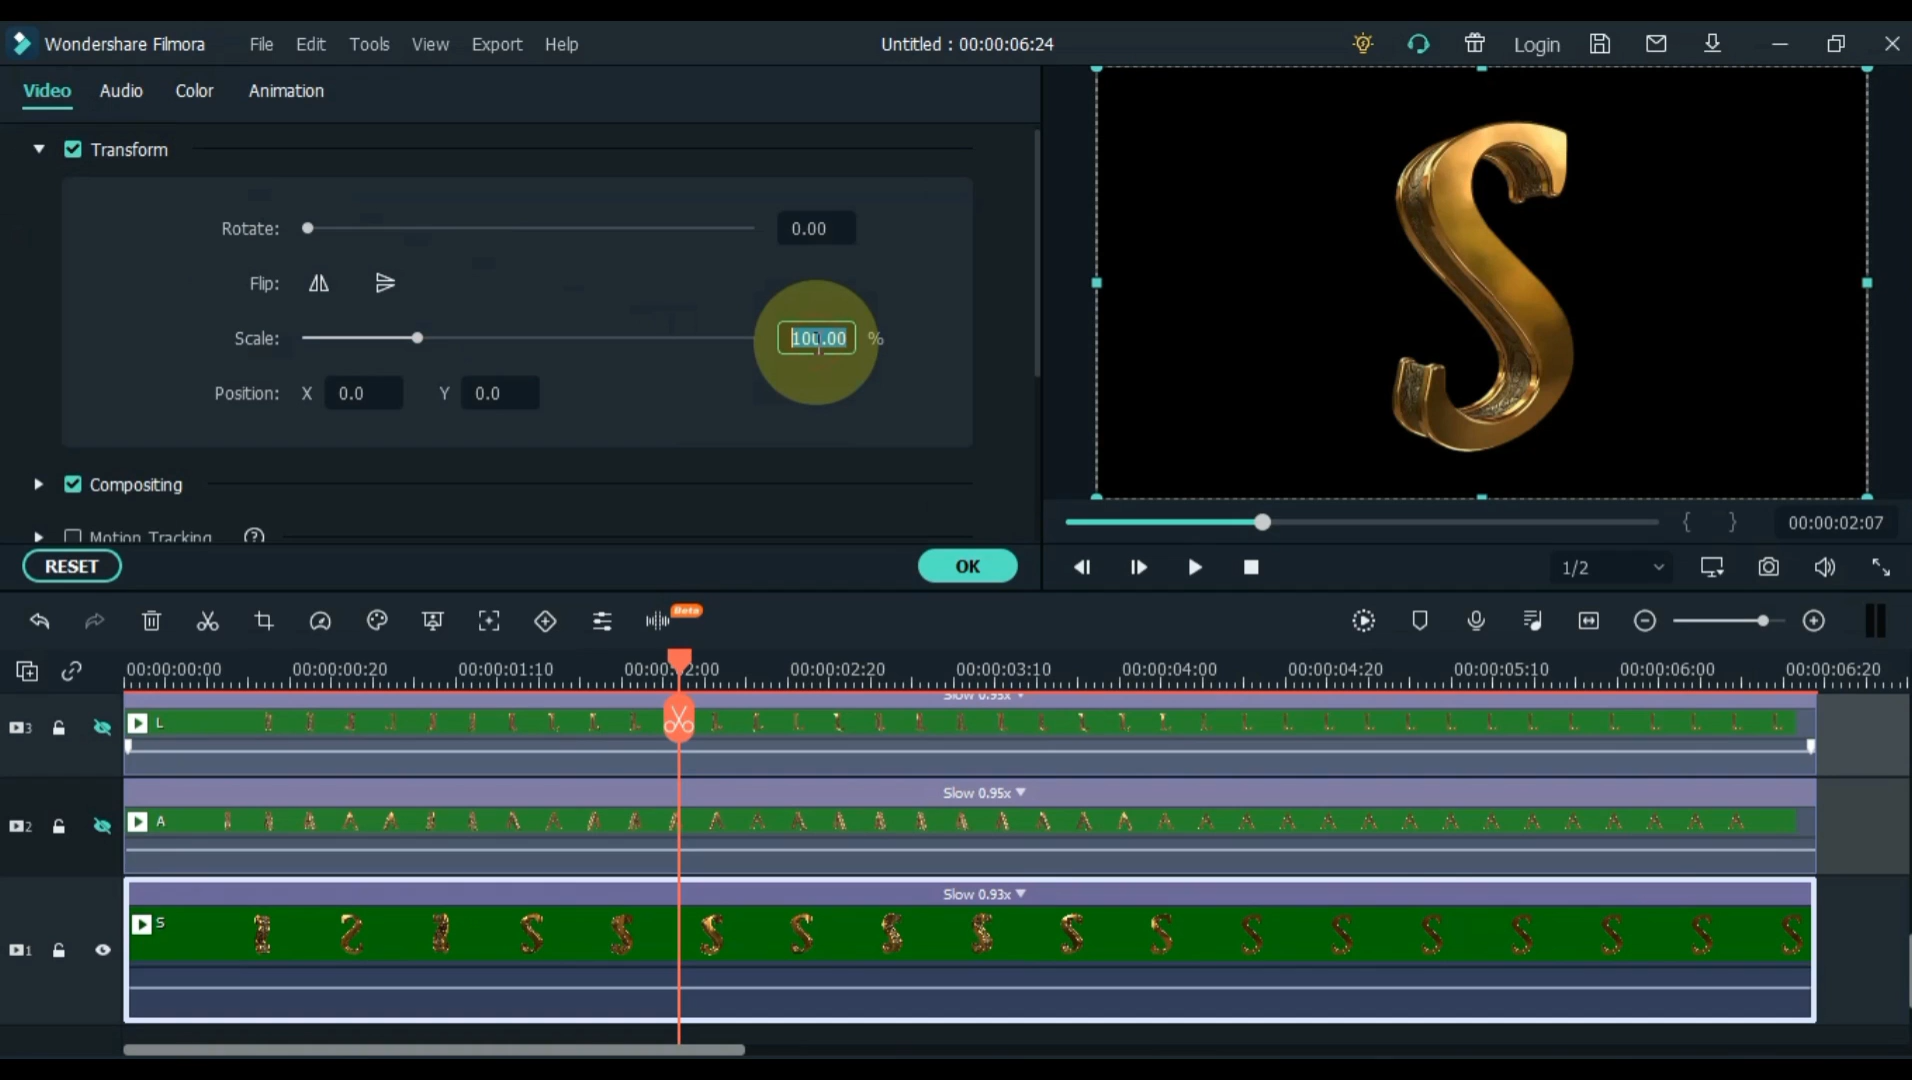 Wondershare Filmora File Edit Tools View Export Help Untitled : 00:00:06:24 Login
Video Audio Color Animation
Transform
Rotate: 0.00
Flip:
Scale: 100.00 %
Position: X 0.0 Y 0.0
Compositing
Motion Tracking
RESET OK
{ } 00:00:02:07
1/2
Beta
00:00:00:00 00:00:00:20 00:00:01:10 00:00:02:00 00:00:02:20 00:00:03:10 00:00:04:00 00:00:04:20 00:00:05:10 00:00:06:00 00:00:06:20
Slow 0.95x
3 L
Slow 0.95x
2 A
Slow 0.93x
S
1
S